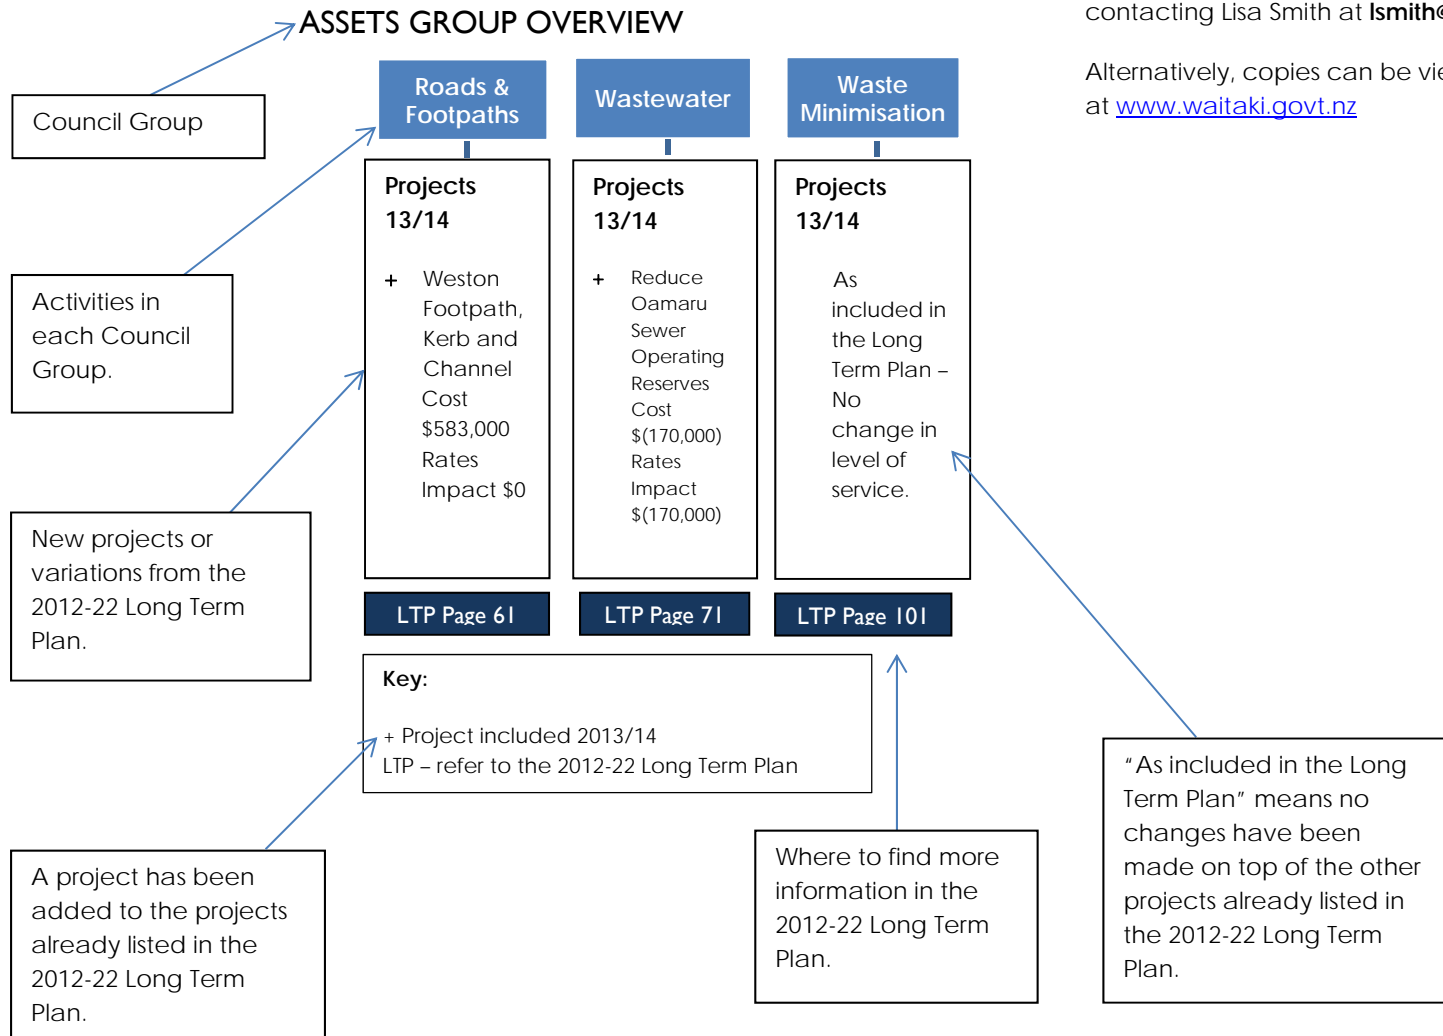 ASSETS GROUP OVERVIEW
contacting Lisa Smith at lsmith@
Alternatively, copies can be vie
at www.waitaki.govt.nz
Council Group
Activities in
each Council
Group.
New projects or
variations from the
2012-22 Long Term
Plan.
A project has been
added to the projects
already listed in the
2012-22 Long Term
Plan.
Roads &
Footpaths
Projects
13/14
+ Weston
Footpath,
Kerb and
Channel
Cost
$583,000
Rates
Impact $0
LTP Page 61
Wastewater
Projects
13/14
+ Reduce
Oamaru
Sewer
Operating
Reserves
Cost
$(170,000)
Rates
Impact
$(170,000)
LTP Page 71
Waste
Minimisation
Projects
13/14
As
included in
the Long
Term Plan –
No
change in
level of
service.
LTP Page 101
Key:
+ Project included 2013/14
LTP – refer to the 2012-22 Long Term Plan
Where to find more
information in the
2012-22 Long Term
Plan.
"As included in the Long
Term Plan" means no
changes have been
made on top of the other
projects already listed in
the 2012-22 Long Term
Plan.